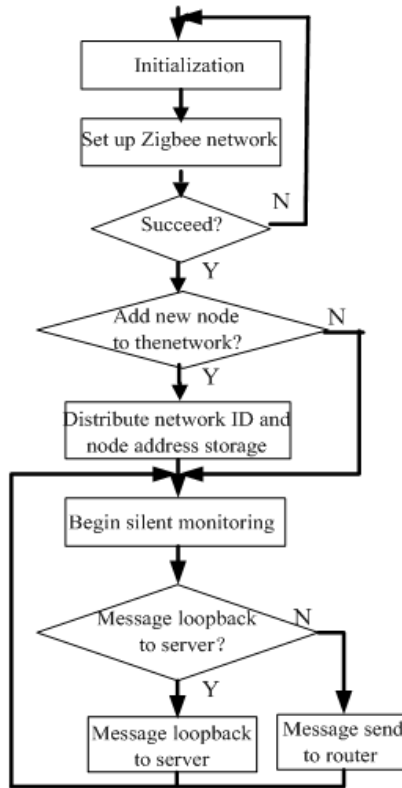 Initialization
Set up Zigbee network
N
Succeed?
Y
Add new node
to thenetwork?
N
Y
Distribute network ID and
node address storage
Begin silent monitoring
Message loopback
to server?
N
Y
Message loopback
to server
Message send
to router